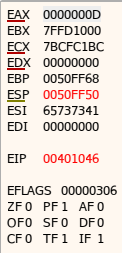 EAX 0000000D
EBX 7FFD1000
ECX 7BCFC1BC
EDX 00000000
EBP 0050FF68
ESP 0050FF50
ESI 65737341
EDI 00000000
EIP 00401046
EFLAGS 00000306
ZF 0 PF 1 AF 0
OF 0 SF 0 DF 0
CF 0 TF 1 IF 1